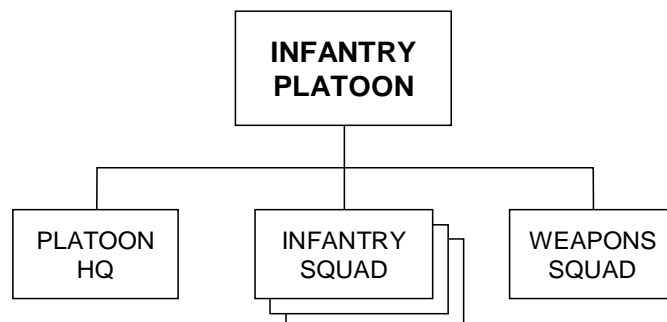 INFANTRY
PLATOON
PLATOON
HQ
INFANTRY
SQUAD
WEAPONS
SQUAD